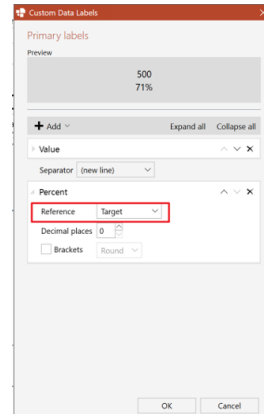 Custom Data Labels
Primary labels
Preview
500
71%
Add Expand all Collapse all
Value
Separator (new line)
Percent
Reference Target
Decimal places 0
Brackets Round
OK Cancel